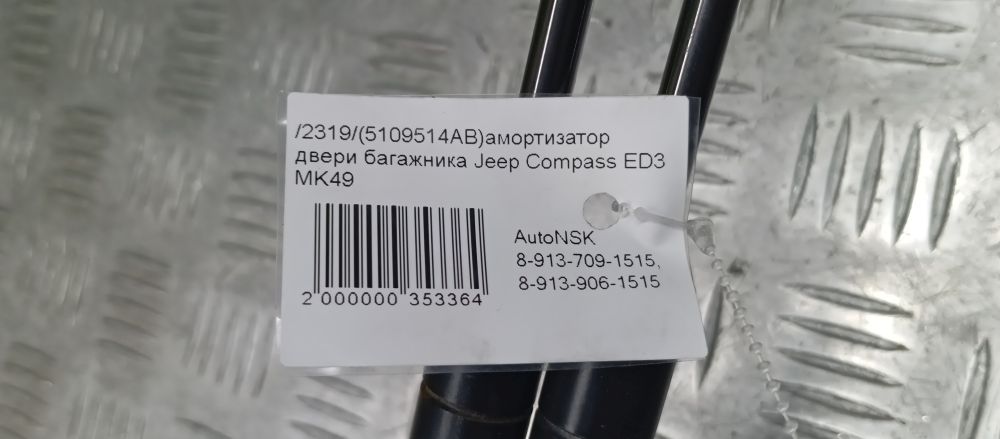 /2319/(5109514AB)амортизатор
двери багажника Jeep Compass ED3
MK49
AutoNSK
8-913-709-1515,
8-913-906-1515
2 000000 353364